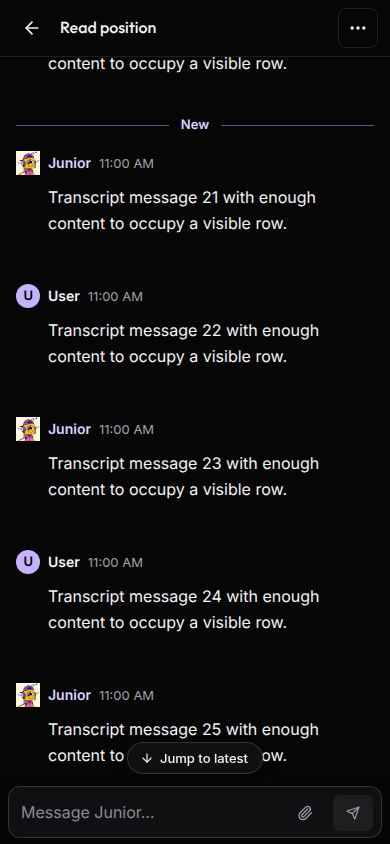 Read position
content to occupy a visible row.
New
Junior 11:00 AM
Transcript message 21 with enough
content to occupy a visible row.
U User 11:00 AM
Transcript message 22 with enough
content to occupy a visible row.
Junior 11:00 AM
Transcript message 23 with enough
content to occupy a visible row.
U User 11:00 AM
Transcript message 24 with enough
content to occupy a visible row.
Junior 11:00 AM
Transcript message 25 with enough
content to ow.
Jump to latest
Message Junior...